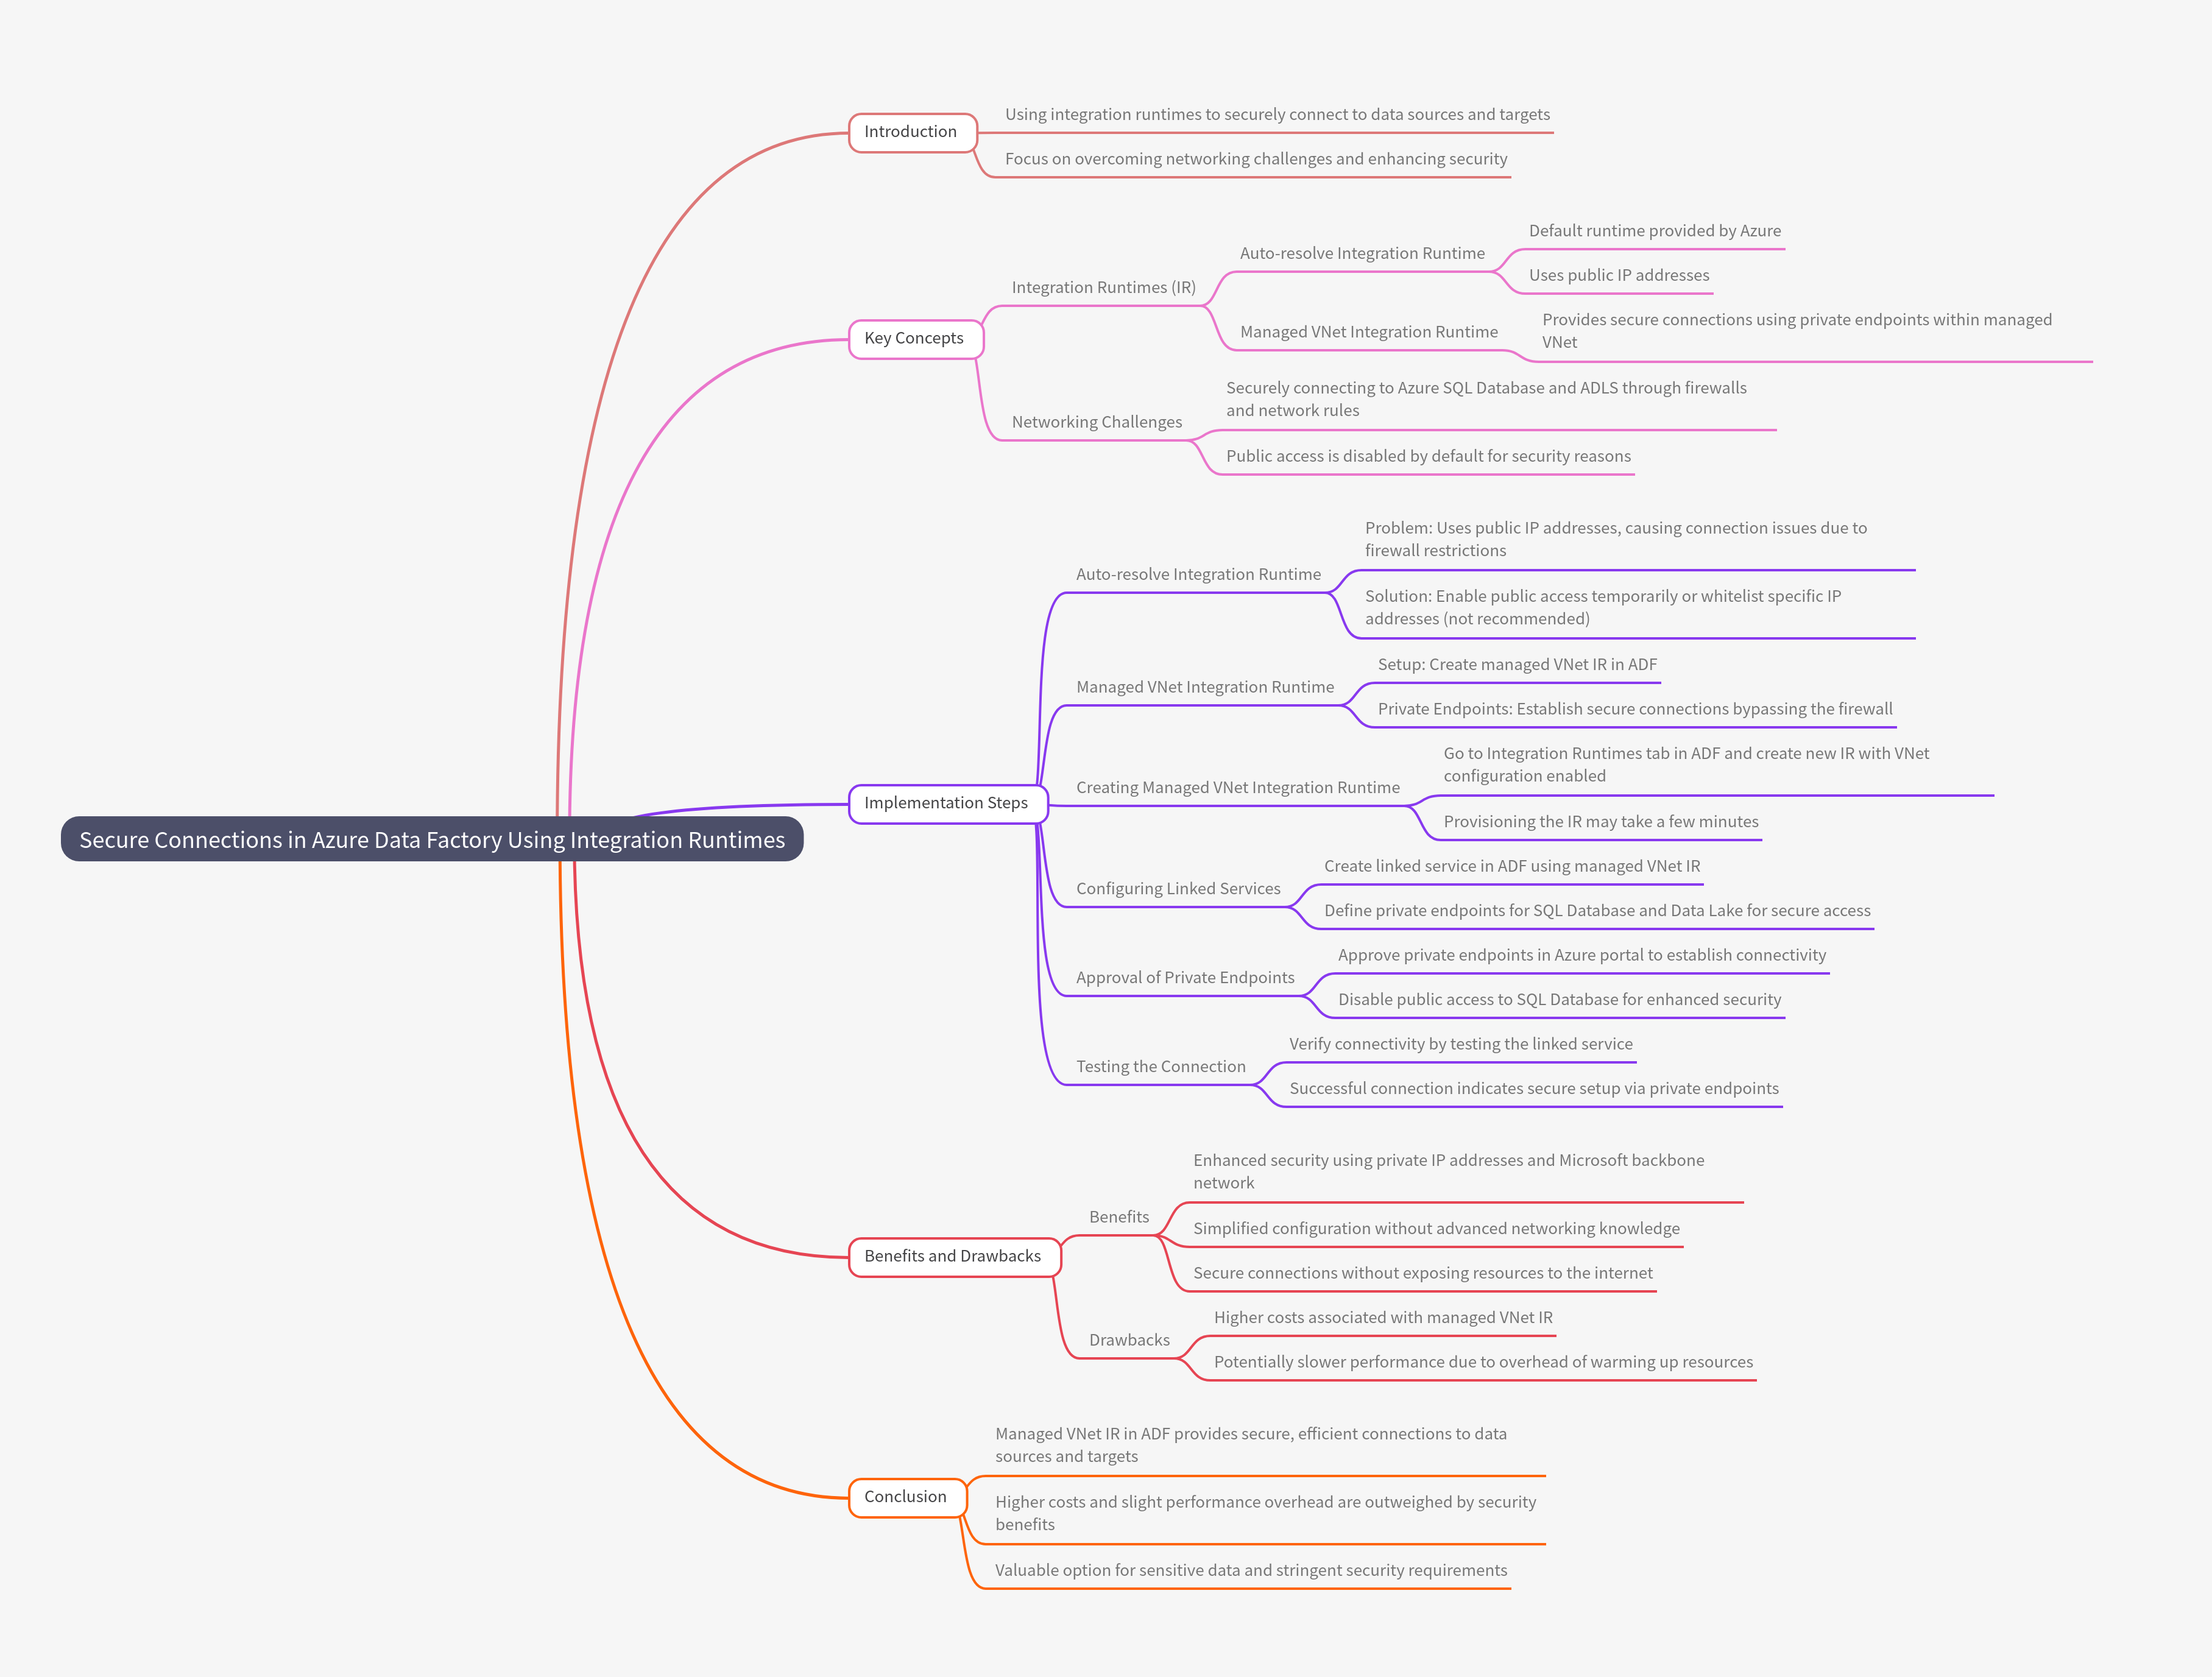 Secure Connections in Azure Data Factory Using Integration Runtimes
Introduction
Using integration runtimes to securely connect to data sources and targets
Focus on overcoming networking challenges and enhancing security
Key Concepts
Integration Runtimes (IR)
Auto-resolve Integration Runtime
Default runtime provided by Azure
Uses public IP addresses
Managed VNet Integration Runtime
Provides secure connections using private endpoints within managed
VNet
Networking Challenges
Securely connecting to Azure SQL Database and ADLS through firewalls
and network rules
Public access is disabled by default for security reasons
Implementation Steps
Auto-resolve Integration Runtime
Problem: Uses public IP addresses, causing connection issues due to
firewall restrictions
Solution: Enable public access temporarily or whitelist specific IP
addresses (not recommended)
Managed VNet Integration Runtime
Setup: Create managed VNet IR in ADF
Private Endpoints: Establish secure connections bypassing the firewall
Creating Managed VNet Integration Runtime
Go to Integration Runtimes tab in ADF and create new IR with VNet
configuration enabled
Provisioning the IR may take a few minutes
Configuring Linked Services
Create linked service in ADF using managed VNet IR
Define private endpoints for SQL Database and Data Lake for secure access
Approval of Private Endpoints
Approve private endpoints in Azure portal to establish connectivity
Disable public access to SQL Database for enhanced security
Testing the Connection
Verify connectivity by testing the linked service
Successful connection indicates secure setup via private endpoints
Benefits and Drawbacks
Benefits
Enhanced security using private IP addresses and Microsoft backbone
network
Simplified configuration without advanced networking knowledge
Secure connections without exposing resources to the internet
Drawbacks
Higher costs associated with managed VNet IR
Potentially slower performance due to overhead of warming up resources
Conclusion
Managed VNet IR in ADF provides secure, efficient connections to data
sources and targets
Higher costs and slight performance overhead are outweighed by security
benefits
Valuable option for sensitive data and stringent security requirements